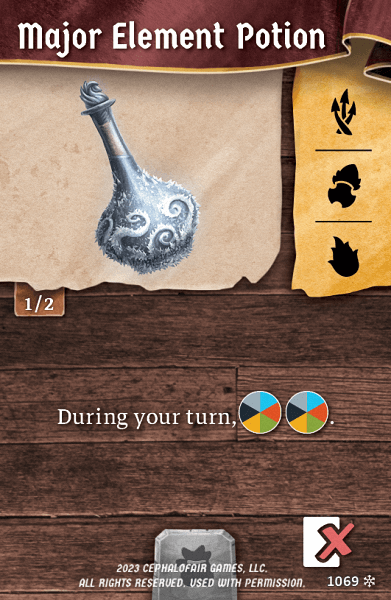 Major Element Potion
1/2
During your turn, .
2023 CEPHALOFAIR GAMES, LLC.
ALL RIGHTS RESERVED. USED WITH PERMISSION.
1069